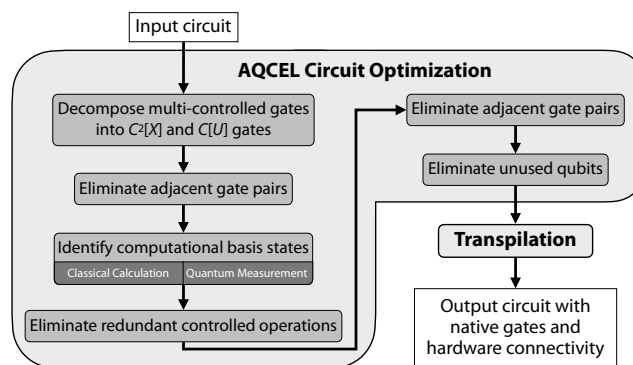 Input circuit
AQCEL Circuit Optimization
Decompose multi-controlled gates
into C²[X] and C[U] gates
Eliminate adjacent gate pairs
Identify computational basis states
Classical Calculation
Quantum Measurement
Eliminate redundant controlled operations
Eliminate adjacent gate pairs
Eliminate unused qubits
Transpilation
Output circuit with
native gates and
hardware connectivity